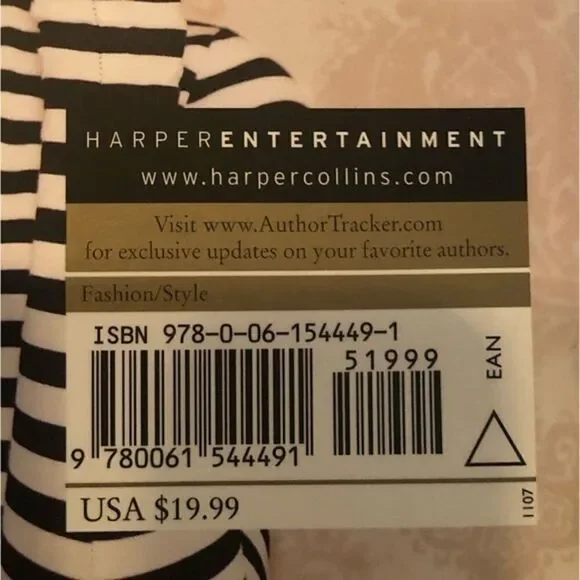 HARPERENTERTAINMENT
www.harpercollins.com
Visit www.AuthorTracker.com
for exclusive updates on your favorite authors.
Fashion/Style
ISBN 978-0-06-154449-1
51999
EAN
9 780061 544491
USA $19.99
1107